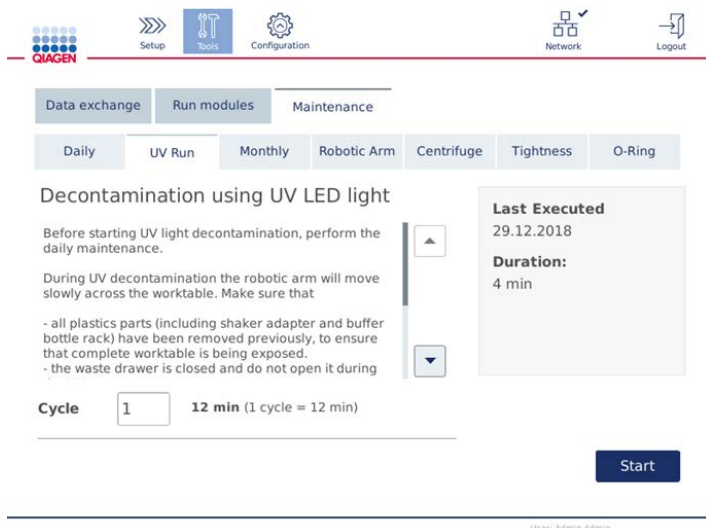 QIAGEN
Setup
Tools
Configuration
Network
Logout
Data exchange Run modules Maintenance
Daily UV Run Monthly Robotic Arm Centrifuge Tightness O-Ring
Decontamination using UV LED light
Before starting UV light decontamination, perform the
daily maintenance.
During UV decontamination the robotic arm will move
slowly across the worktable. Make sure that
- all plastics parts (including shaker adapter and buffer
bottle rack) have been removed previously, to ensure
that complete worktable is being exposed.
- the waste drawer is closed and do not open it during
Last Executed
29.12.2018
Duration:
4 min
Cycle 1 12 min (1 cycle = 12 min)
Start
User: Admin Admin